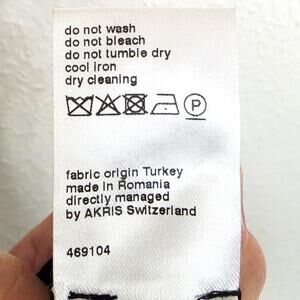 do not wash
do not bleach
do not tumble dry
cool iron
dry cleaning
P
fabric origin Turkey
made in Romania
directly managed
by AKRIS Switzerland
469104